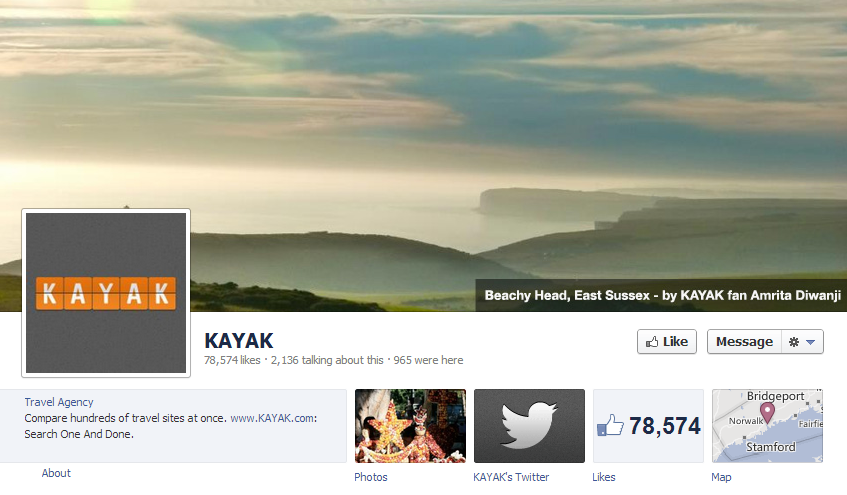 Beachy Head, East Sussex - by KAYAK fan Amrita Diwanji
KAYAK
KAYAK
78,574 likes · 2,136 talking about this · 965 were here
Like
Message
Travel Agency
Compare hundreds of travel sites at once. www.KAYAK.com:
Search One And Done.
About
Photos
KAYAK's Twitter
78,574
Likes
Bridgeport
Norwalk
Fairfie
Stamford
Map